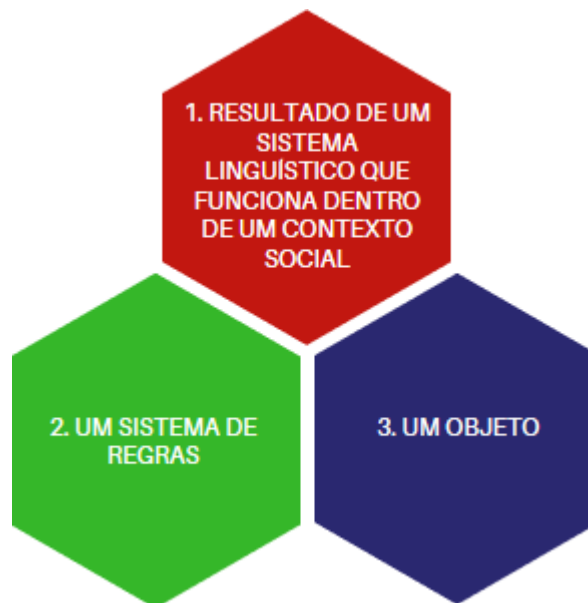 1. RESULTADO DE UM
SISTEMA
LINGUÍSTICO QUE
FUNCIONA DENTRO
DE UM CONTEXTO
SOCIAL
2. UM SISTEMA DE
REGRAS
3. UM OBJETO